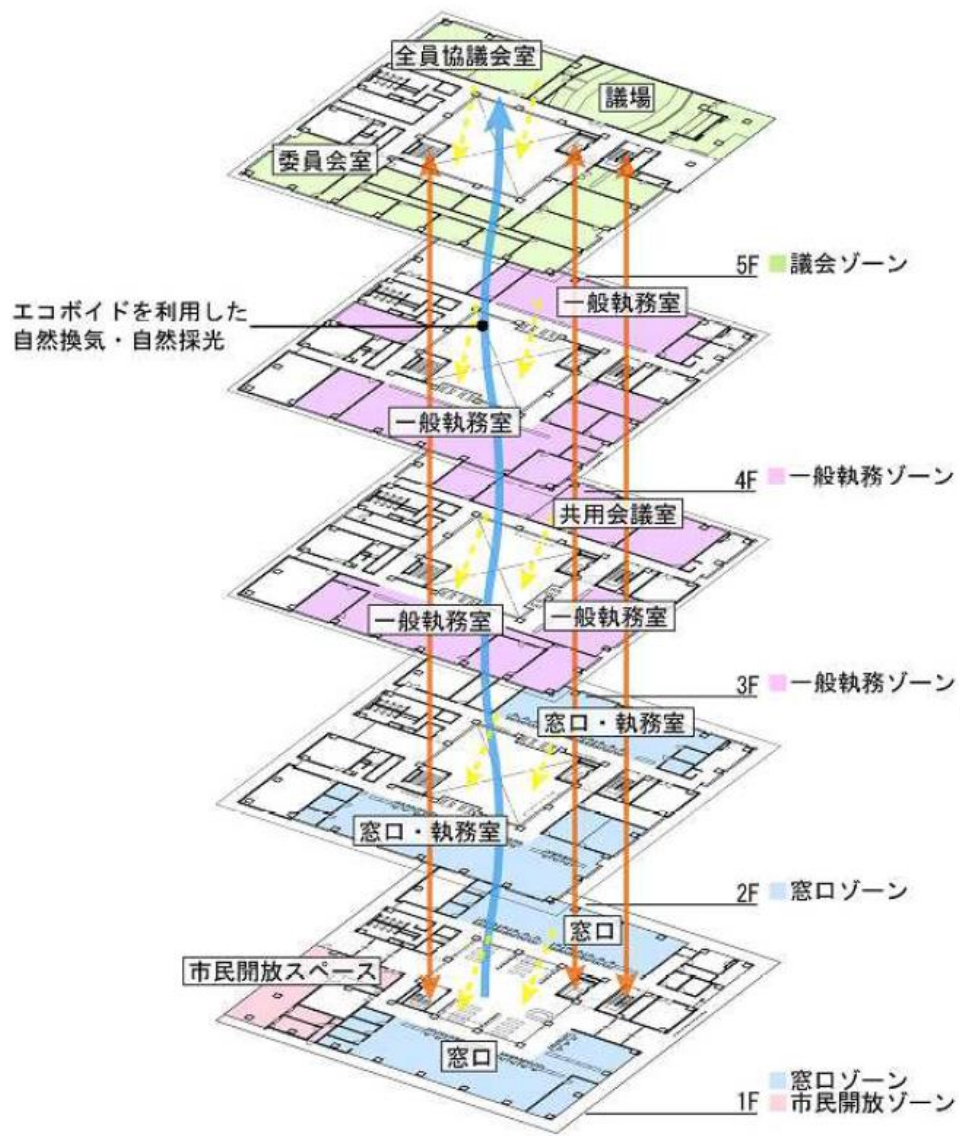 全員協議会室
議場
委員会室
5F 議会ゾーン
一般執務室
エコボイドを利用した
自然換気・自然採光
一般執務室
4F 一般執務ゾーン
共用会議室
一般執務室
一般執務室
3F 一般執務ゾーン
窓口・執務室
窓口・執務室
2F 窓口ゾーン
窓口
市民開放スペース
窓口
窓口ゾーン
1F 市民開放ゾーン